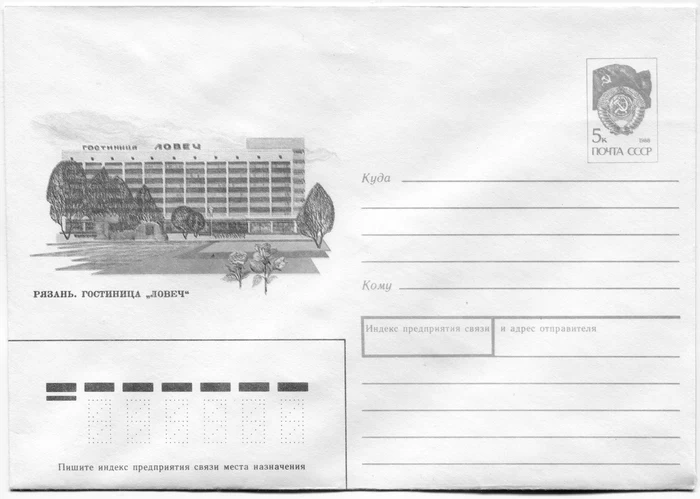 ГОСТИНИЦА ЛОВЕЧ
РЯЗАНЬ. ГОСТИНИЦА „ЛОВЕЧ“
5к 1988
ПОЧТА СССР
Куда
Кому
Индекс предприятия связи и адрес отправителя
Пишите индекс предприятия связи места назначения